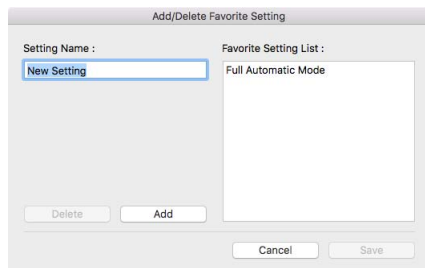 Add/Delete Favorite Setting
Setting Name :
New Setting
Favorite Setting List :
Full Automatic Mode
Delete
Add
Cancel
Save